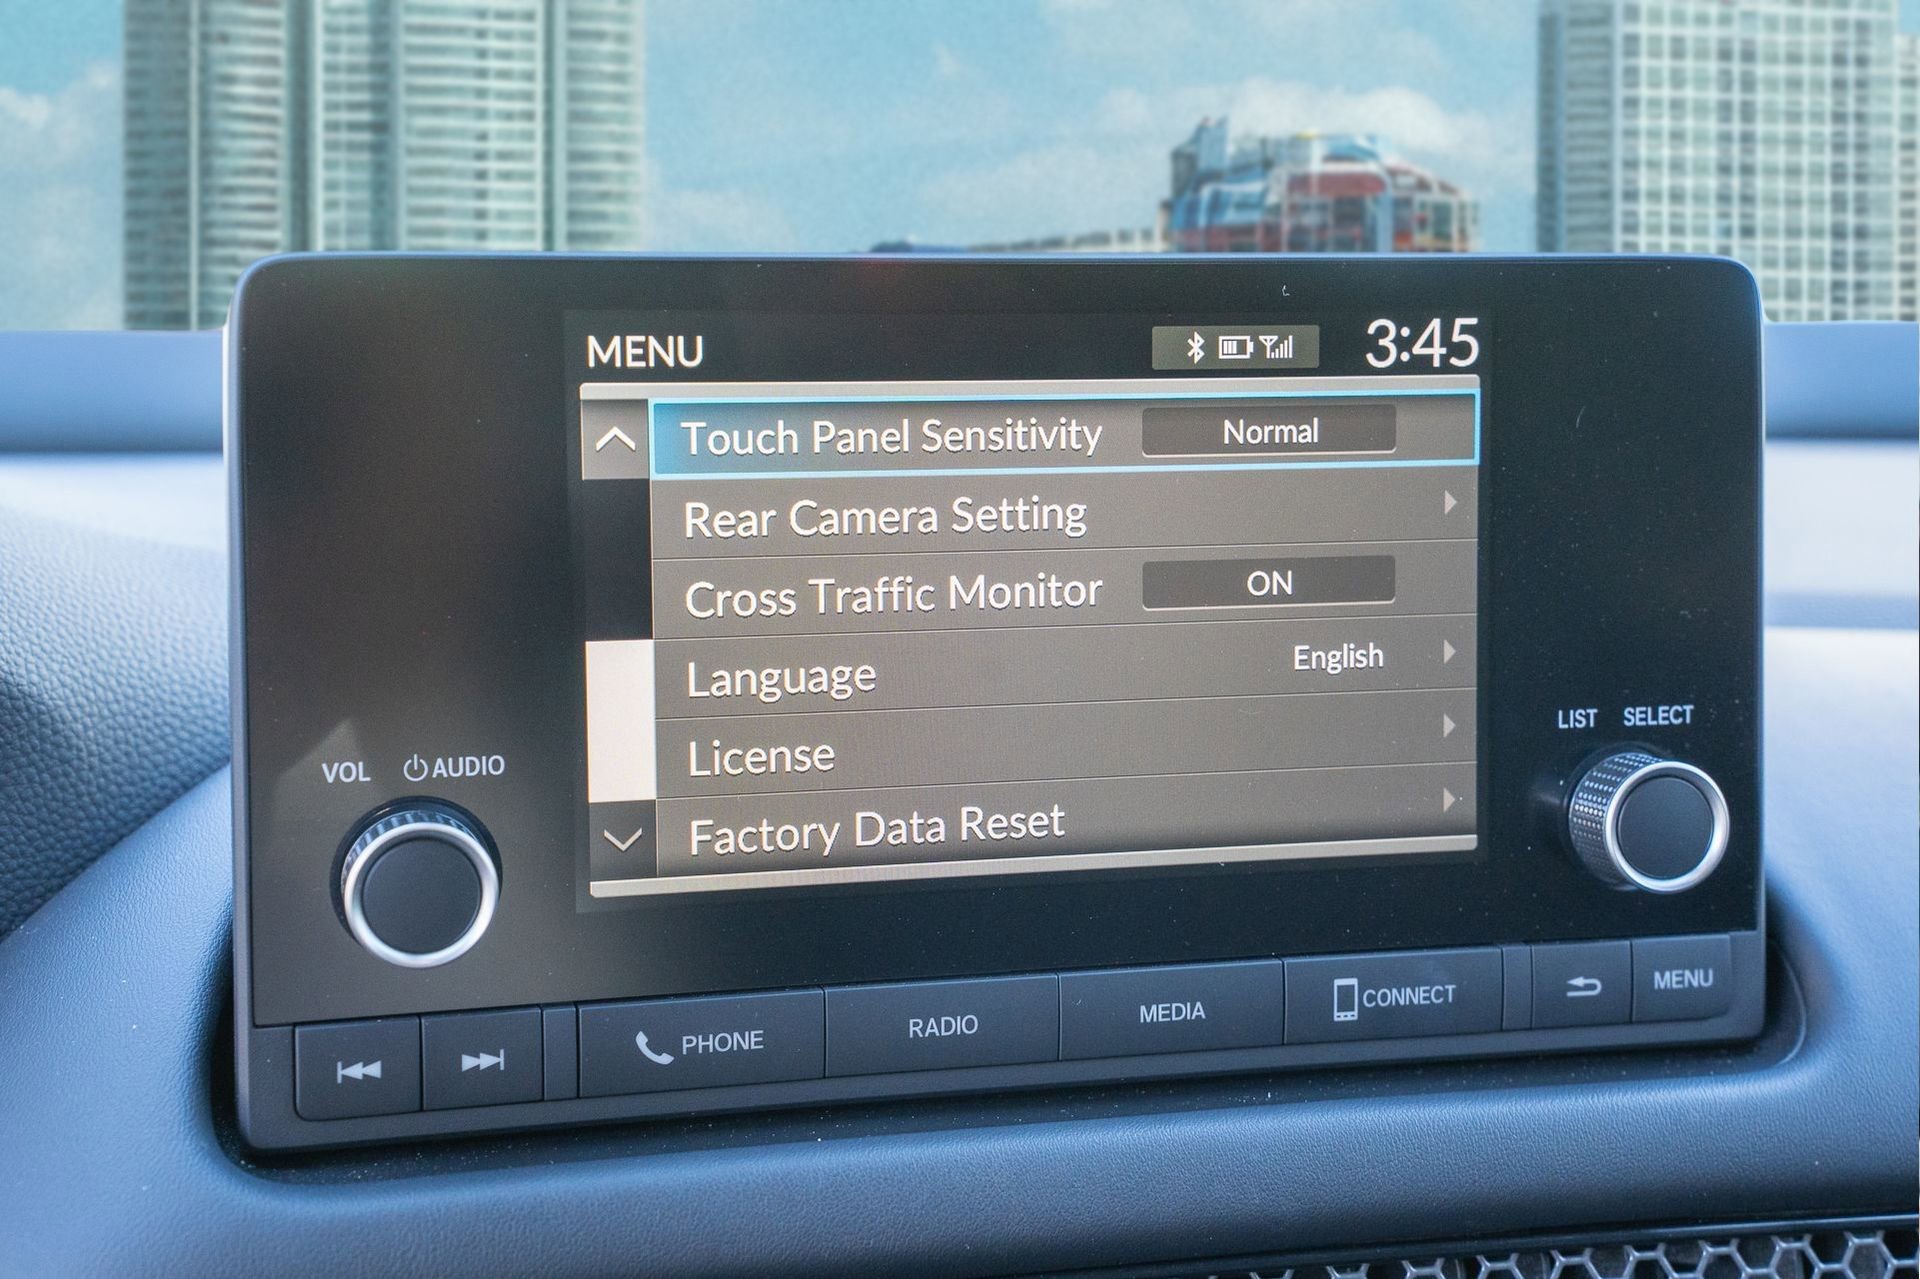 MENU 3:45
Touch Panel Sensitivity Normal
Rear Camera Setting
Cross Traffic Monitor ON
Language English
License
Factory Data Reset
VOL AUDIO
LIST SELECT
PHONE
RADIO
MEDIA
CONNECT
MENU